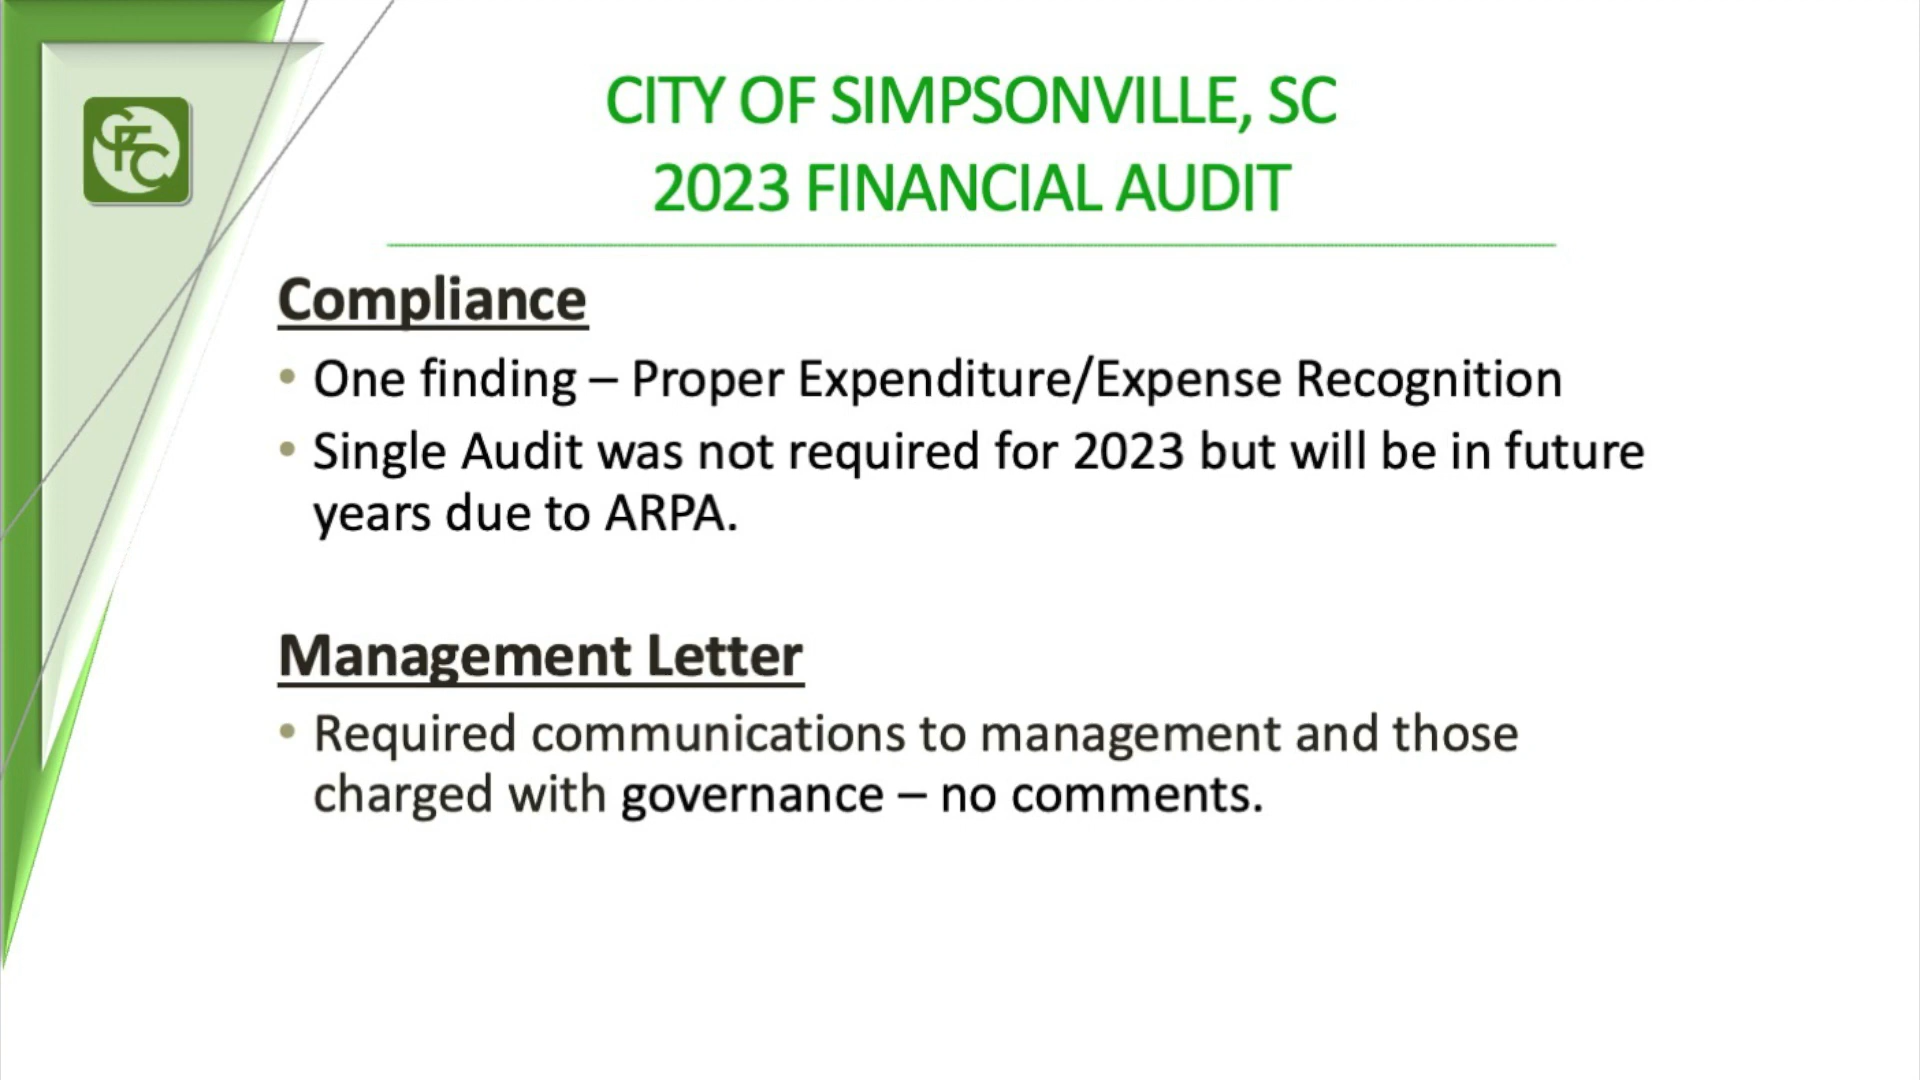 GFC
CITY OF SIMPSONVILLE, SC
2023 FINANCIAL AUDIT
Compliance
• One finding – Proper Expenditure/Expense Recognition
• Single Audit was not required for 2023 but will be in future
years due to ARPA.
Management Letter
• Required communications to management and those
charged with governance – no comments.